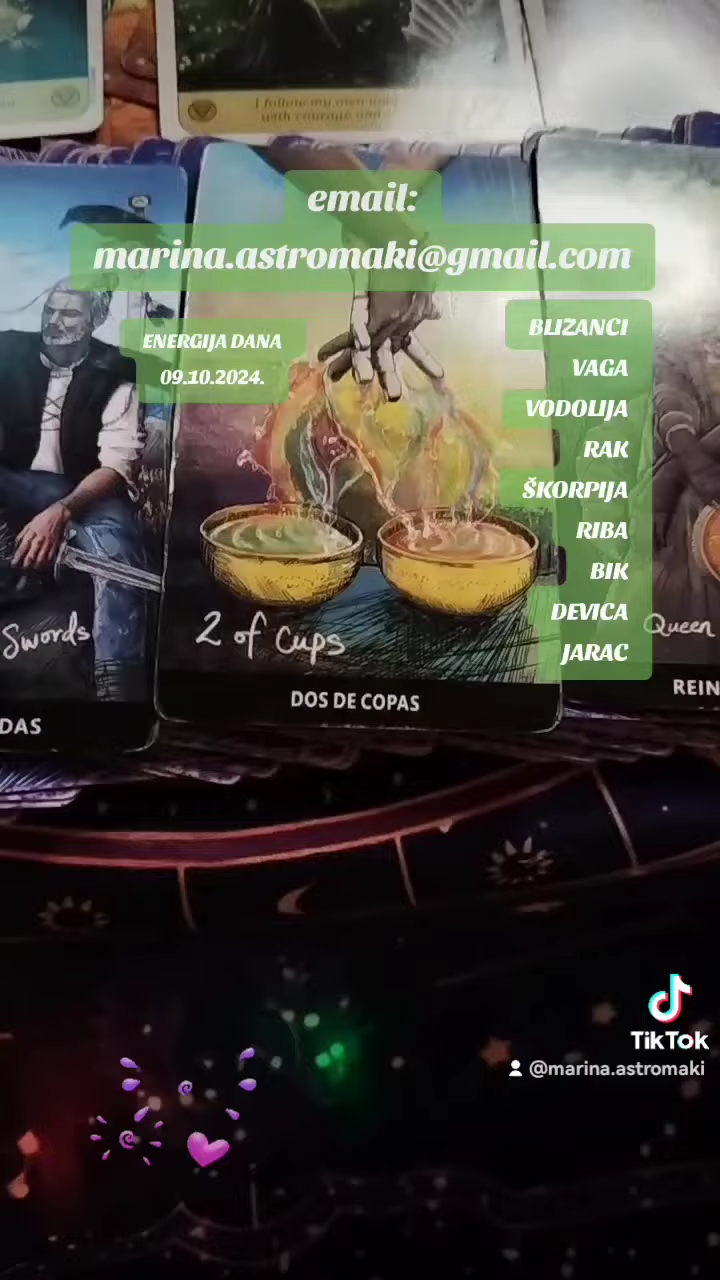 I follow my own
with courage and
email:
marina.astromaki@gmail.com
ENERGIJA DANA
09.10.2024.
BLIZANCI
VAGA
VODOLIJA
RAK
ŠKORPIJA
RIBA
BIK
DEVICA
JARAC
Swords
2 of Cups
Queen
DAS
DOS DE COPAS
REIN
TikTok
@marina.astromaki